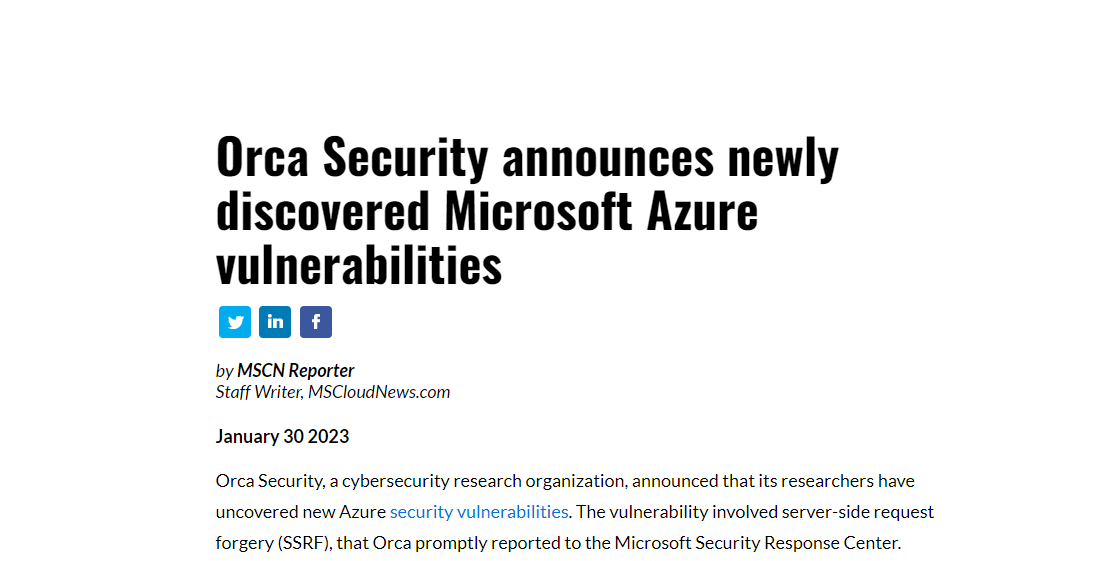 Orca Security announces newly
discovered Microsoft Azure
vulnerabilities
in f
by MSCN Reporter
Staff Writer, MSCloudNews.com
January 30 2023
Orca Security, a cybersecurity research organization, announced that its researchers have
uncovered new Azure security vulnerabilities. The vulnerability involved server-side request
forgery (SSRF), that Orca promptly reported to the Microsoft Security Response Center.